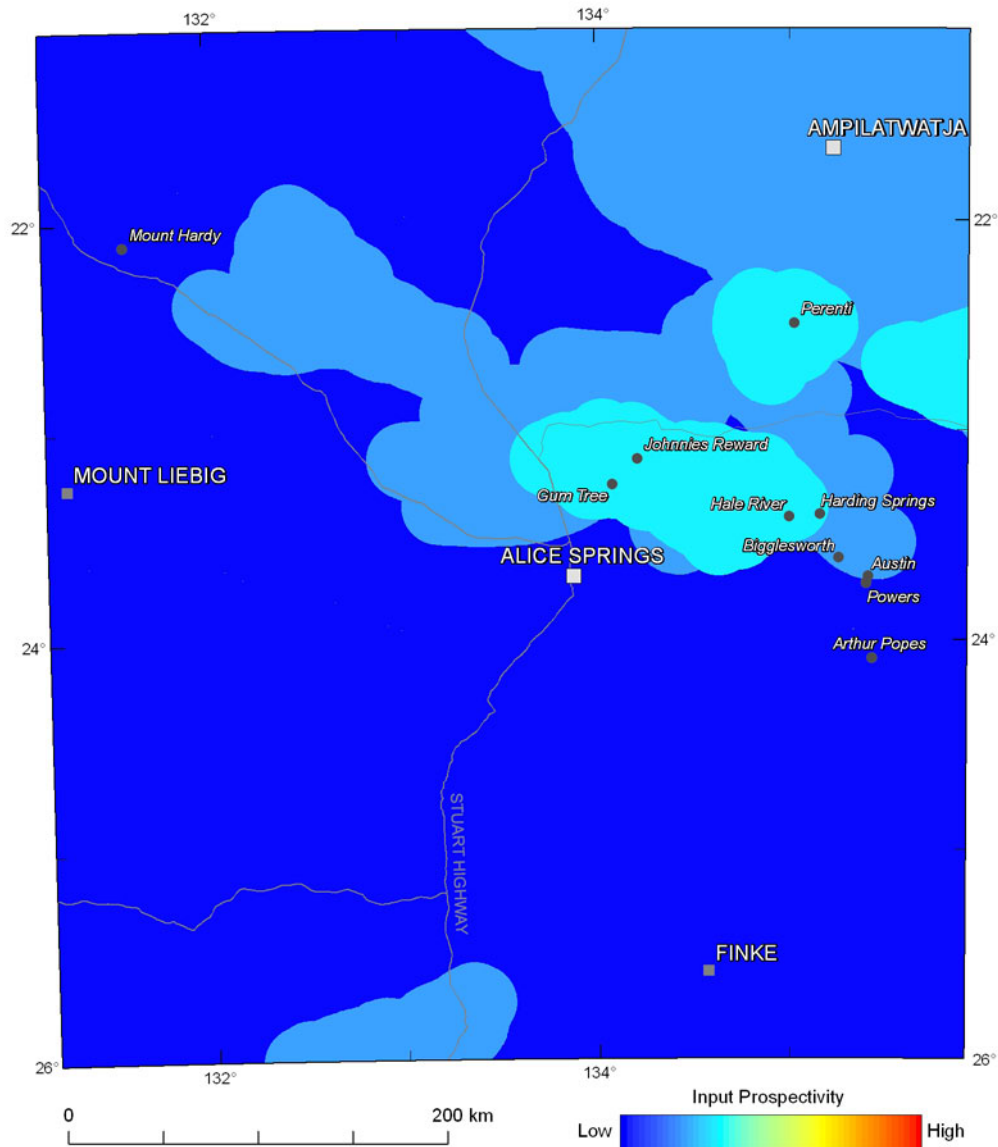 132°
134°
AMPILATWATJA
22°
22°
Mount Hardy
Perenti
Johnnies Reward
MOUNT LIEBIG
Gum Tree
Hale River
Harding Springs
Bigglesworth
ALICE SPRINGS
Austin
Powers
24°
24°
Arthur Popes
STUART HIGHWAY
FINKE
26°
26°
132°
134°
0
200 km
Input Prospectivity
Low
High